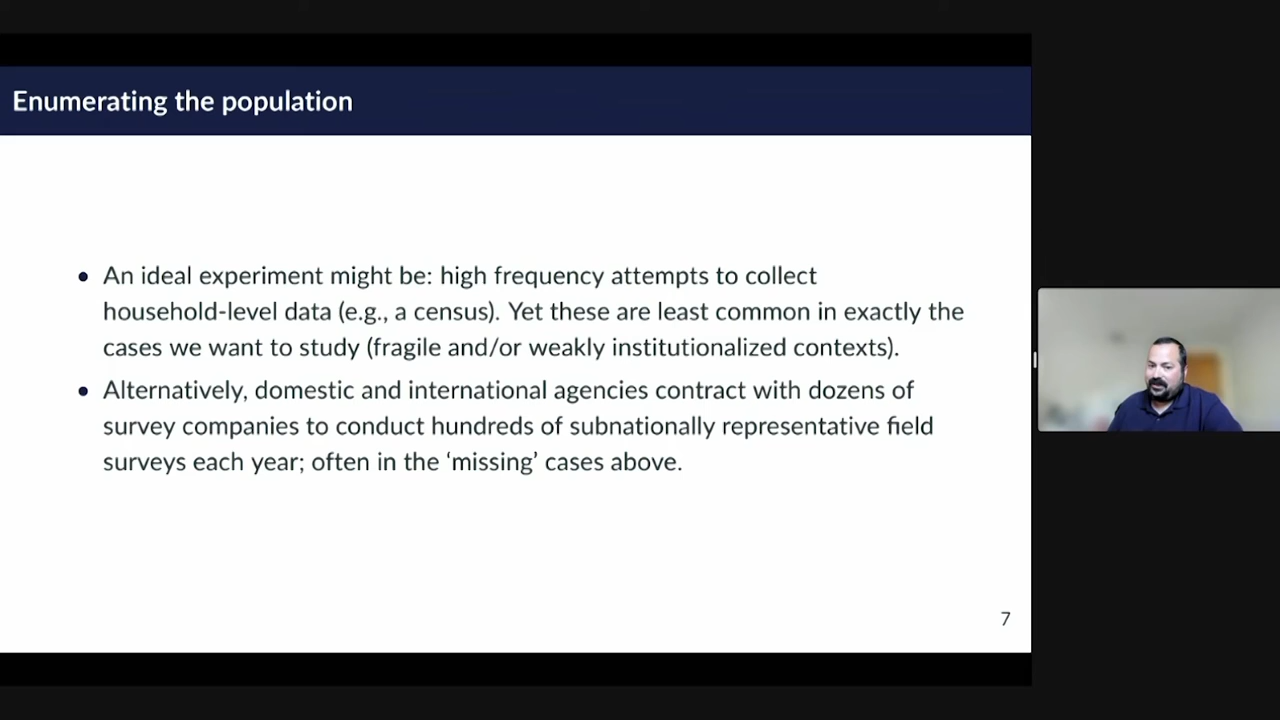 Enumerating the population
• An ideal experiment might be: high frequency attempts to collect
household-level data (e.g., a census). Yet these are least common in exactly the
cases we want to study (fragile and/or weakly institutionalized contexts).
• Alternatively, domestic and international agencies contract with dozens of
survey companies to conduct hundreds of subnationally representative field
surveys each year; often in the ‘missing’ cases above.
7